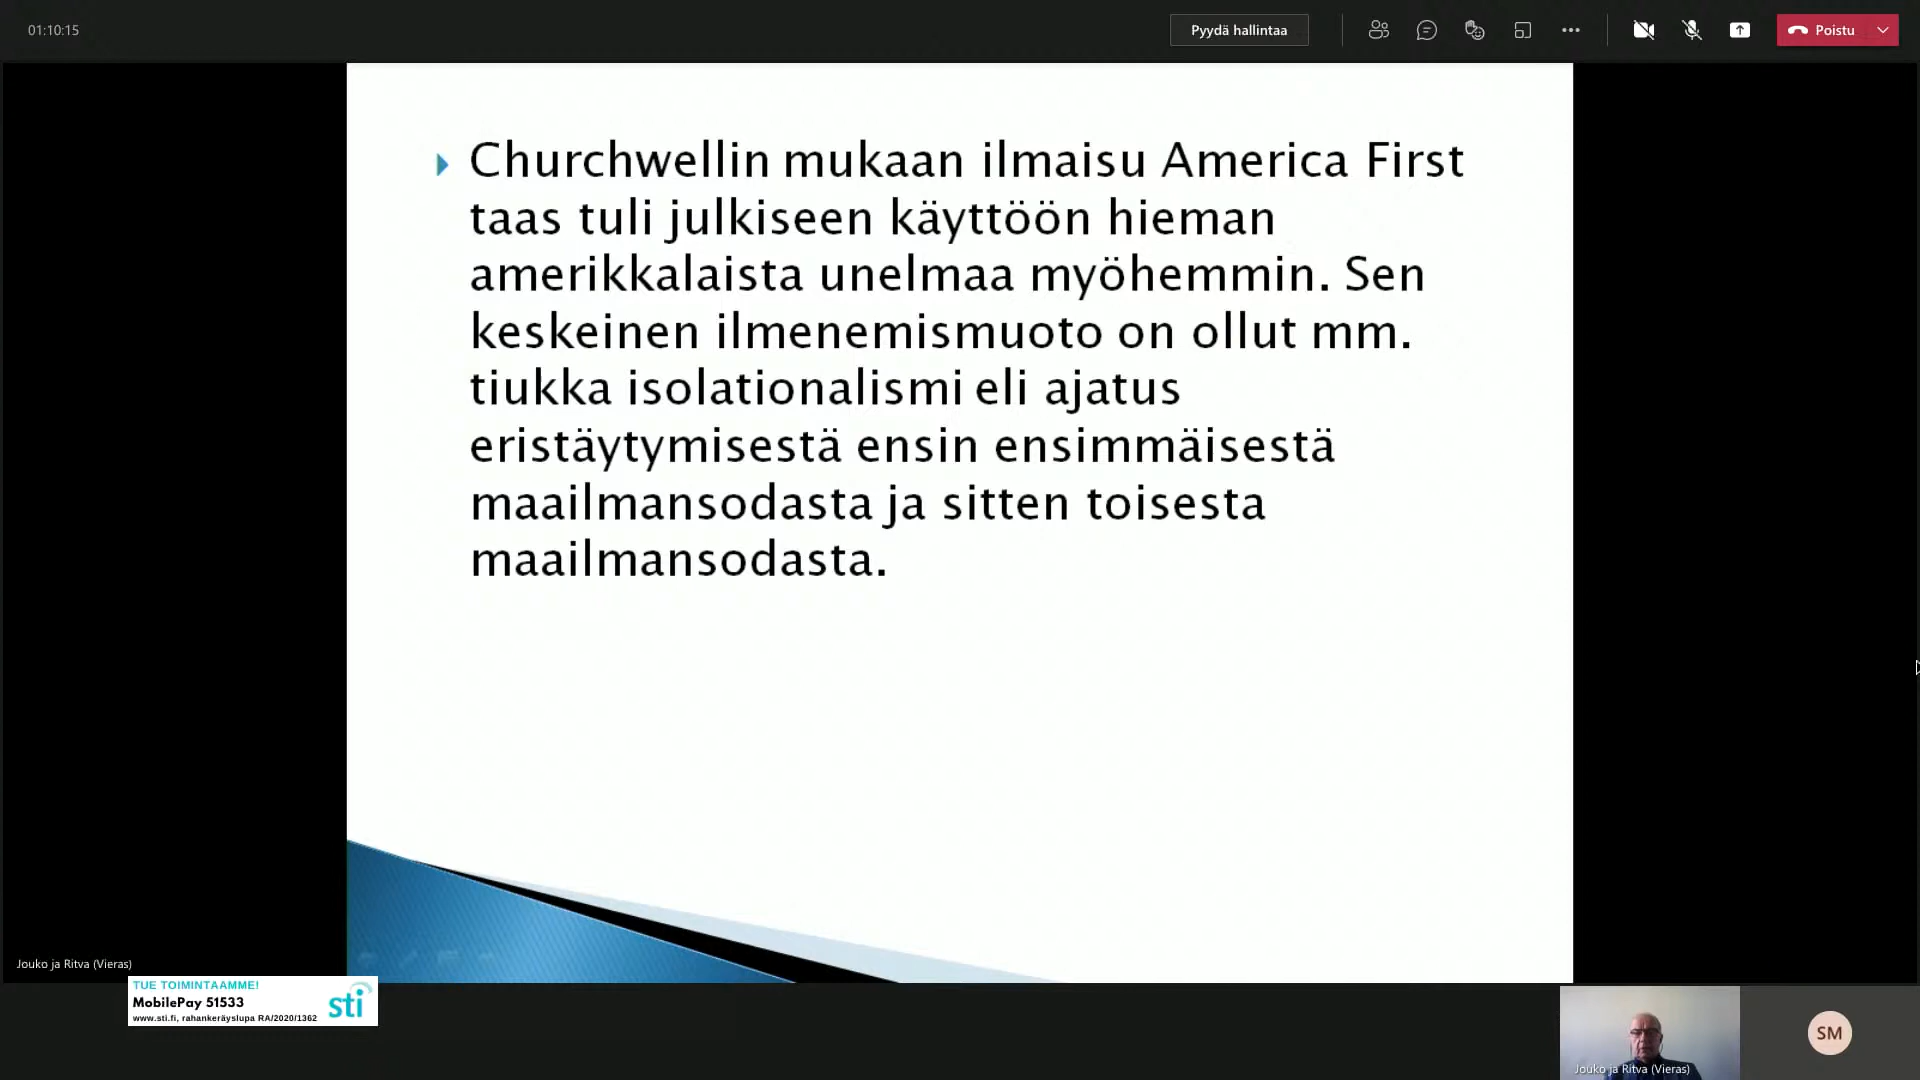 01:10:15
Pyydä hallintaa
Poistu
Churchwellin mukaan ilmaisu America First
taas tuli julkiseen käyttöön hieman
amerikkalaista unelmaa myöhemmin. Sen
keskeinen ilmenemismuoto on ollut mm.
tiukka isolationalismi eli ajatus
eristäytymisestä ensin ensimmäisestä
maailmansodasta ja sitten toisesta
maailmansodasta.
Jouko ja Ritva (Vieras)
TUE TOIMINTAAMME!
MobilePay 51533
www.sti.fi, rahankeräyslupa RA/2020/1362
sti
Jouko ja Ritva (Vieras)
SM